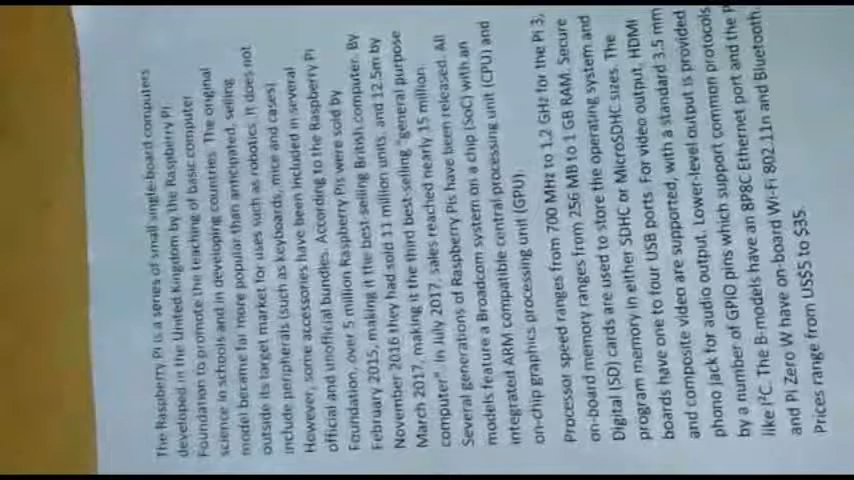 The Raspberry Pi is a series of small single-board computers
developed in the United Kingdom by the Raspberry Pi
Foundation to promote the teaching of basic computer
science in schools and in developing countries. The original
model became far more popular than anticipated, selling
outside its target market for uses such as robotics. It does not
include peripherals (such as keyboards, mice and cases)
However, some accessories have been included in several
official and unofficial bundles. According to the Raspberry Pi
Foundation, over 5 million Raspberry Pis were sold by
February 2015, making it the best-selling British computer. By
November 2016 they had sold 11 million units, and 12.5m by
March 2017, making it the third best-selling "general purpose
computer". In July 2017, sales reached nearly 15 million.
Several generations of Raspberry Pis have been released. All
models feature a Broadcom system on a chip (SoC) with an
integrated ARM compatible central processing unit (CPU) and
on-chip graphics processing unit (GPU).
Processor speed ranges from 700 MHz to 1.2 GHz for the Pi 3;
on-board memory ranges from 256 MB to 1 GB RAM. Secure
Digital (SD) cards are used to store the operating system and
program memory in either SDHC or MicroSDHC sizes. The
boards have one to four USB ports. For video output, HDMI
and composite video are supported, with a standard 3.5 mm
phono jack for audio output. Lower-level output is provided
by a number of GPIO pins which support common protocols
like I²C. The B-models have an 8P8C Ethernet port and the
and Pi Zero W have on-board Wi-Fi 802.11n and Bluetooth.
Prices range from US$5 to $35.